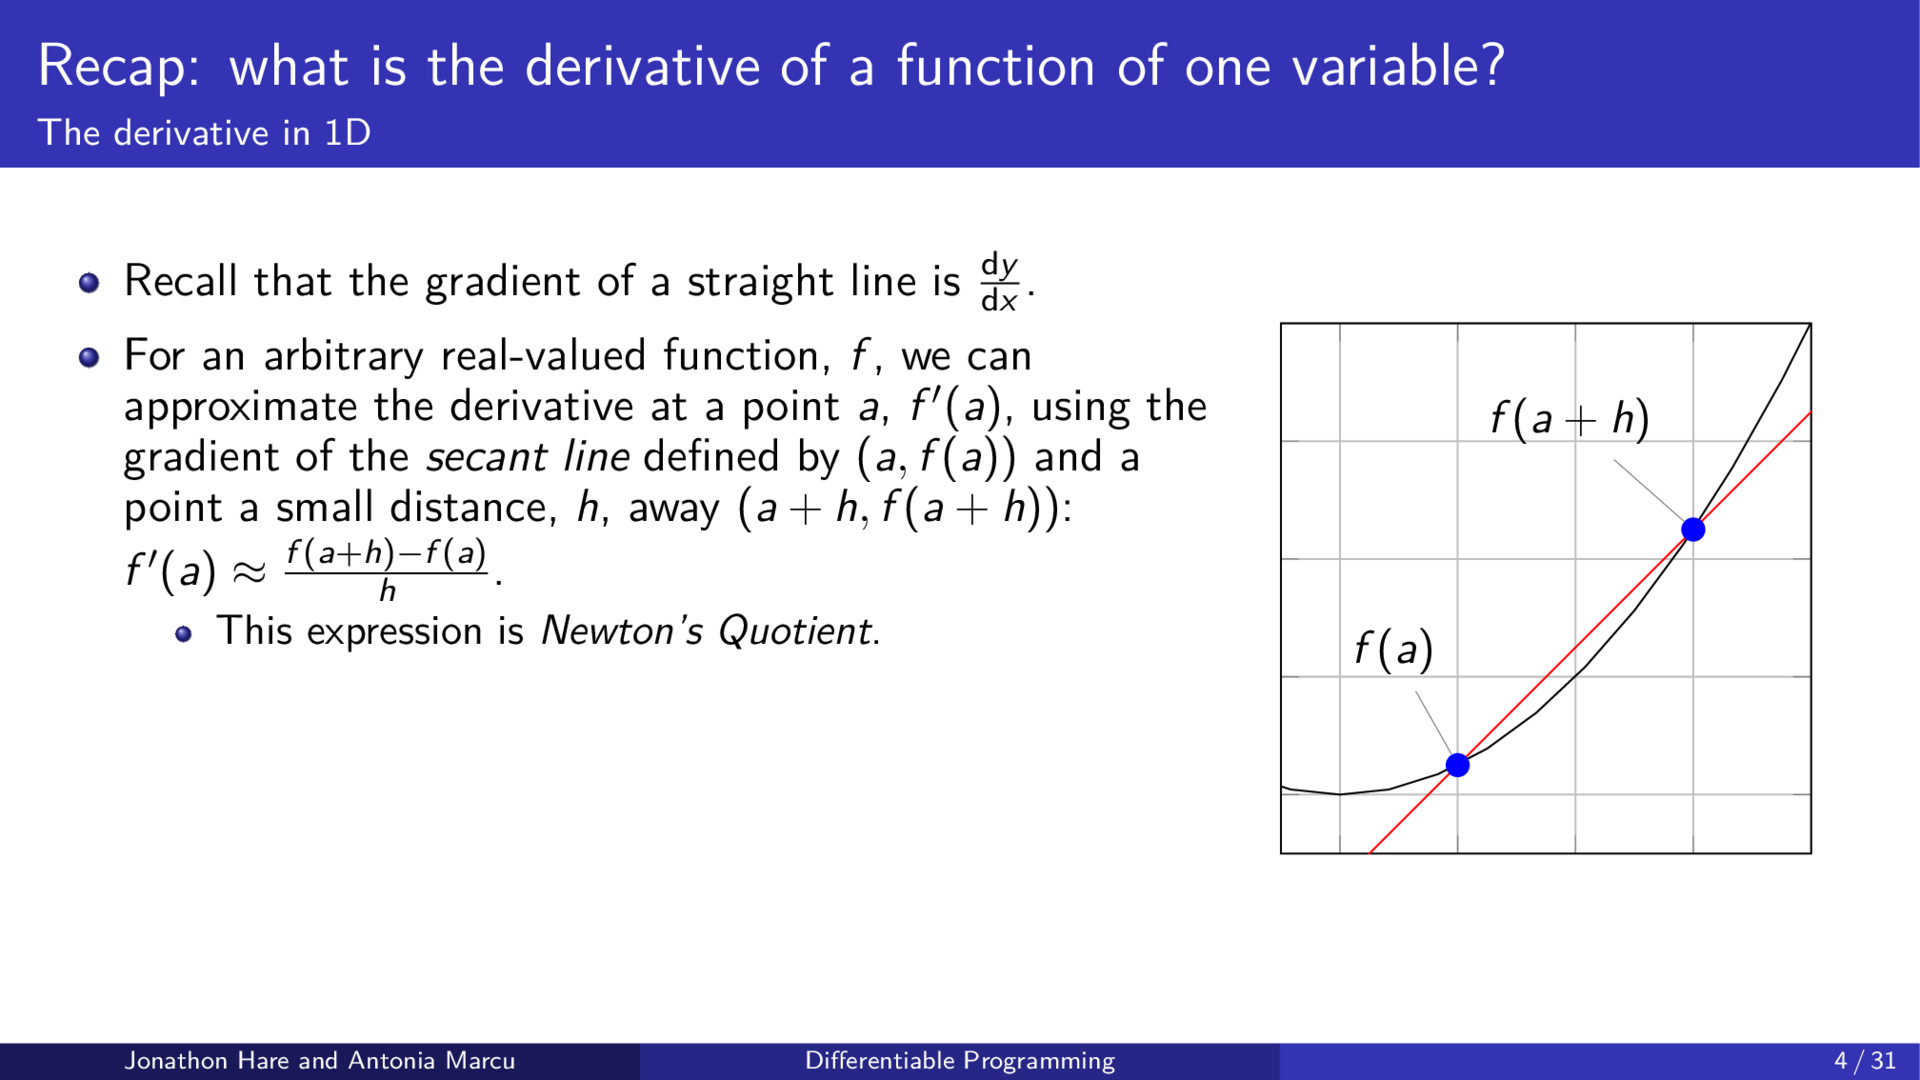 Recap: what is the derivative of a function of one variable?
The derivative in 1D
Recall that the gradient of a straight line is dy/dx.
For an arbitrary real-valued function, f, we can
approximate the derivative at a point a, f′(a), using the
gradient of the secant line defined by (a, f(a)) and a
point a small distance, h, away (a + h, f(a + h)):
f′(a) ≈ f(a+h)−f(a)/h.
This expression is Newton's Quotient.
f(a + h)
f(a)
Jonathon Hare and Antonia Marcu
Differentiable Programming
4 / 31